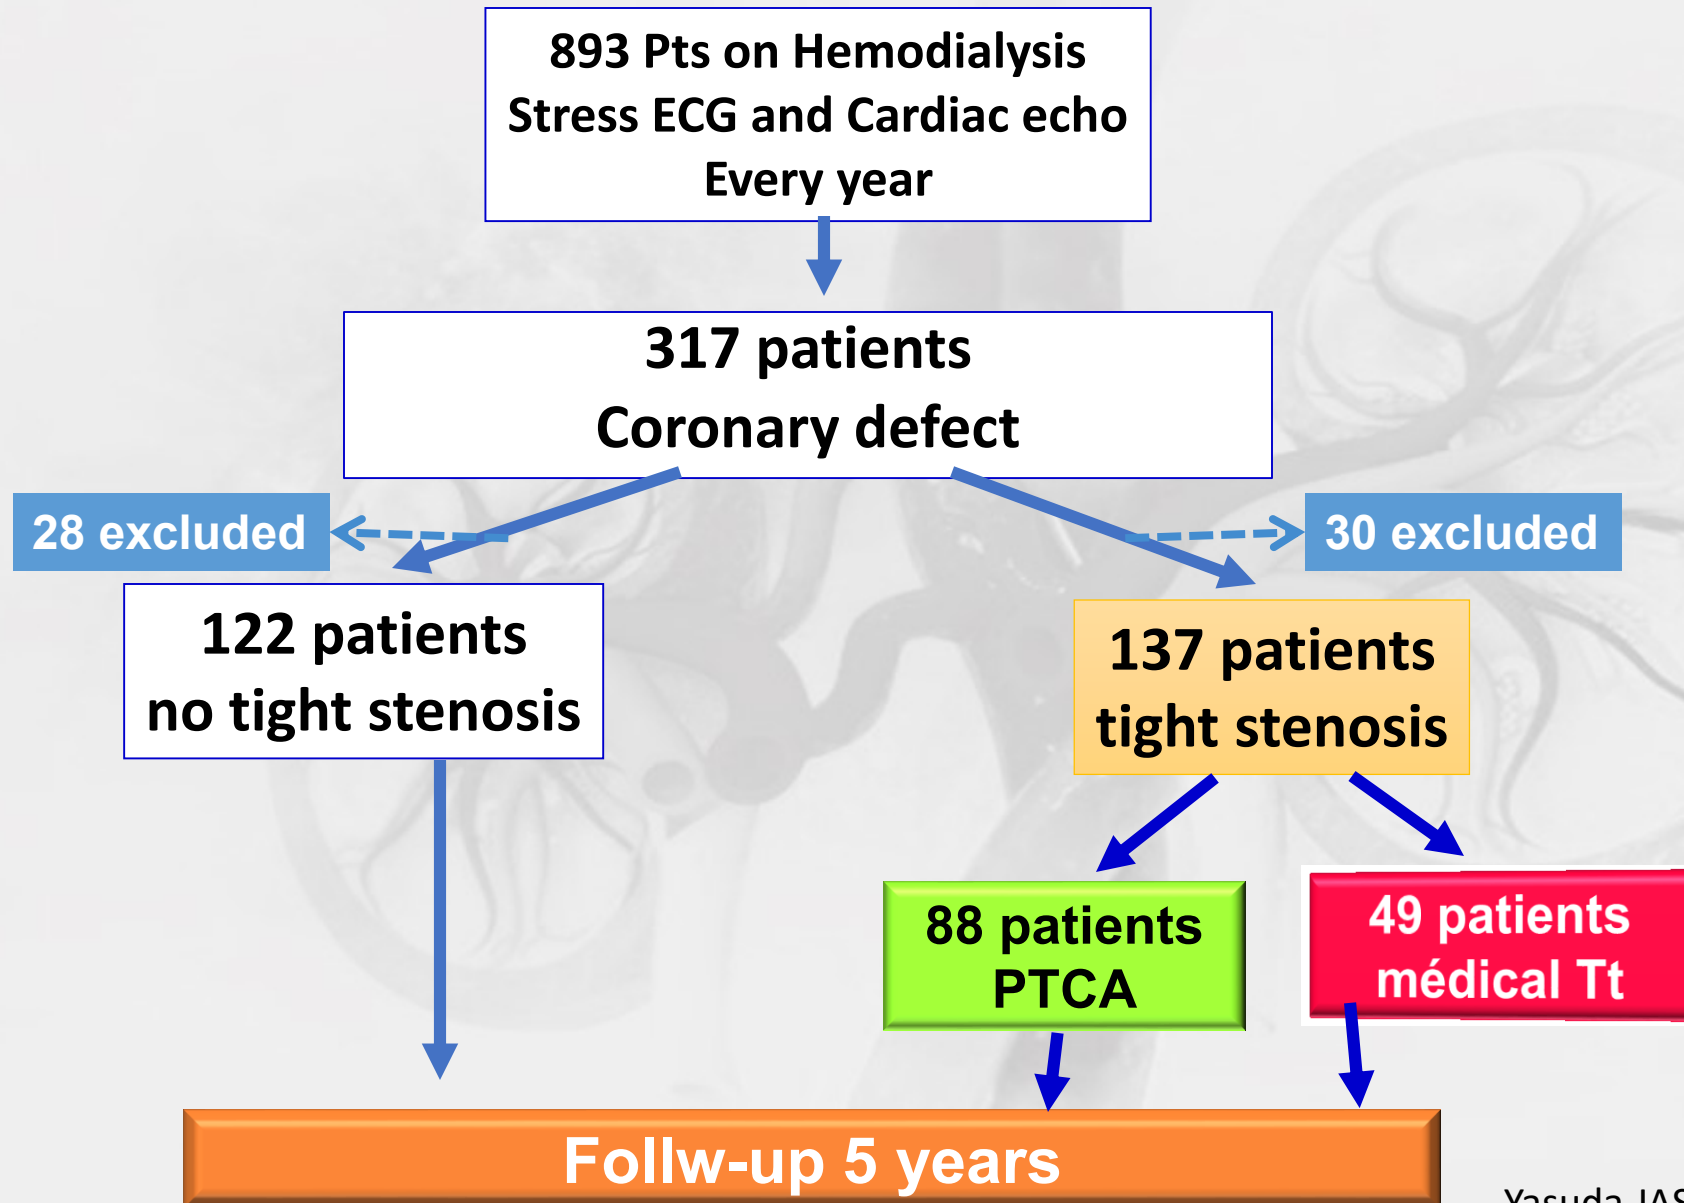 893 Pts on Hemodialysis
Stress ECG and Cardiac echo
Every year
317 patients
Coronary defect
28 excluded
30 excluded
122 patients
no tight stenosis
137 patients
tight stenosis
88 patients
PTCA
49 patients
médical Tt
Follw-up 5 years
Yasuda JAS